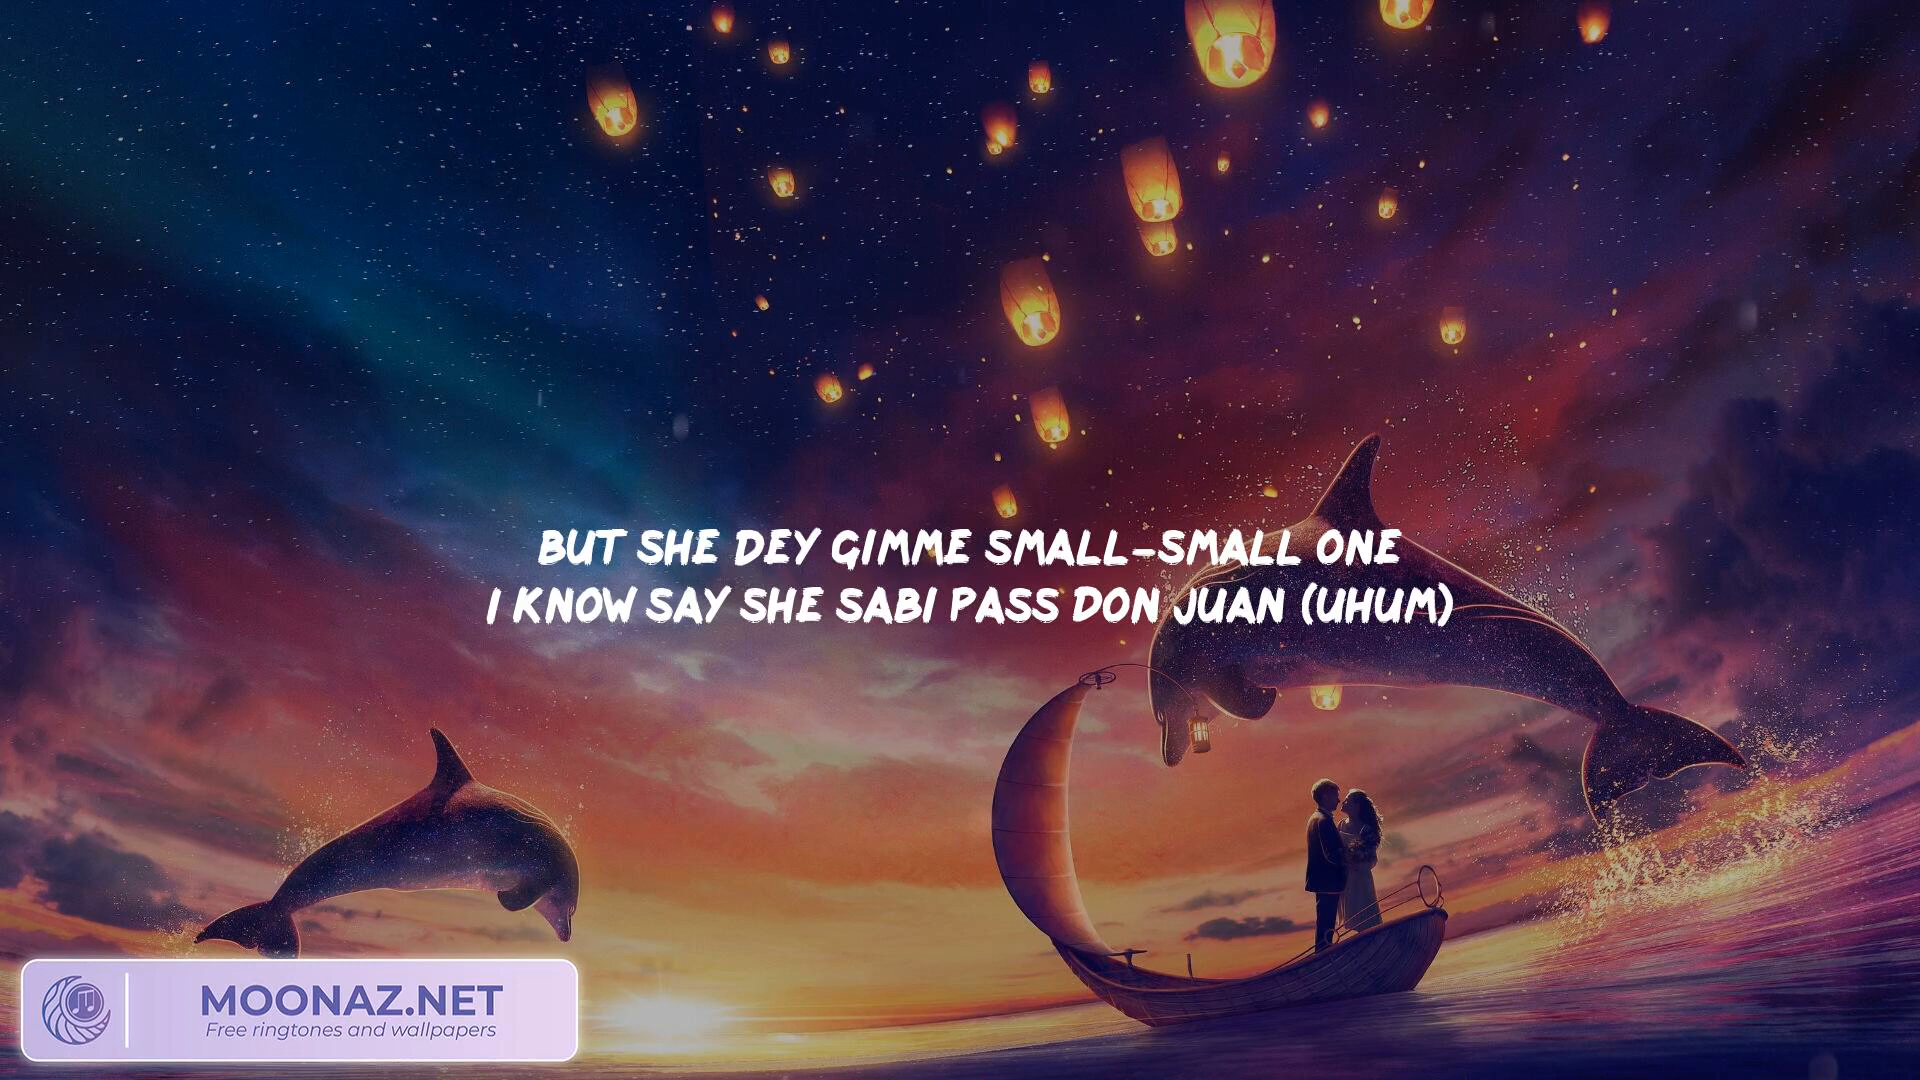 BUT SHE DEY GIMME SMALL-SMALL ONE
I KNOW SAY SHE SABI PASS DON JUAN (UHUM)
MOONAZ.NET
Free ringtones and wallpapers